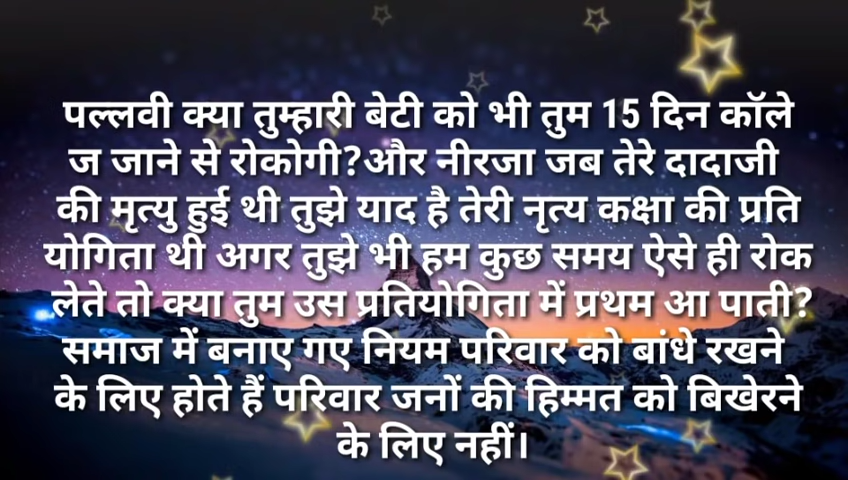 पल्लवी क्या तुम्हारी बेटी को भी तुम 15 दिन कॉले
ज जाने से रोकोगी?और नीरजा जब तेरे दादाजी
की मृत्यु हुई थी तुझे याद है तेरी नृत्य कक्षा की प्रति
योगिता थी अगर तुझे भी हम कुछ समय ऐसे ही रोक
लेते तो क्या तुम उस प्रतियोगिता में प्रथम आ पाती?
समाज में बनाए गए नियम परिवार को बांधे रखने
के लिए होते हैं परिवार जनों की हिम्मत को बिखेरने
के लिए नहीं।